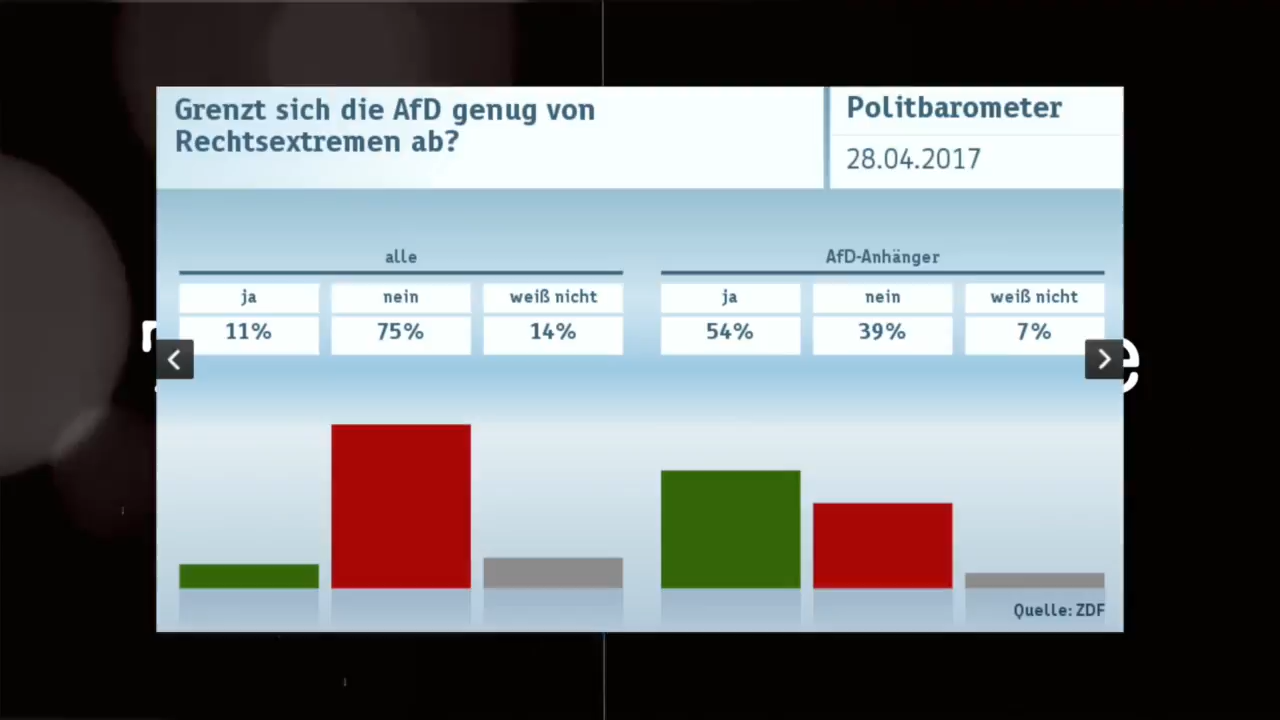 Grenzt sich die AfD genug von
Rechtsextremen ab?
Politbarometer
28.04.2017
alle
ja nein weiß nicht
11% 75% 14%
AfD-Anhänger
ja nein weiß nicht
54% 39% 7%
Quelle: ZDF